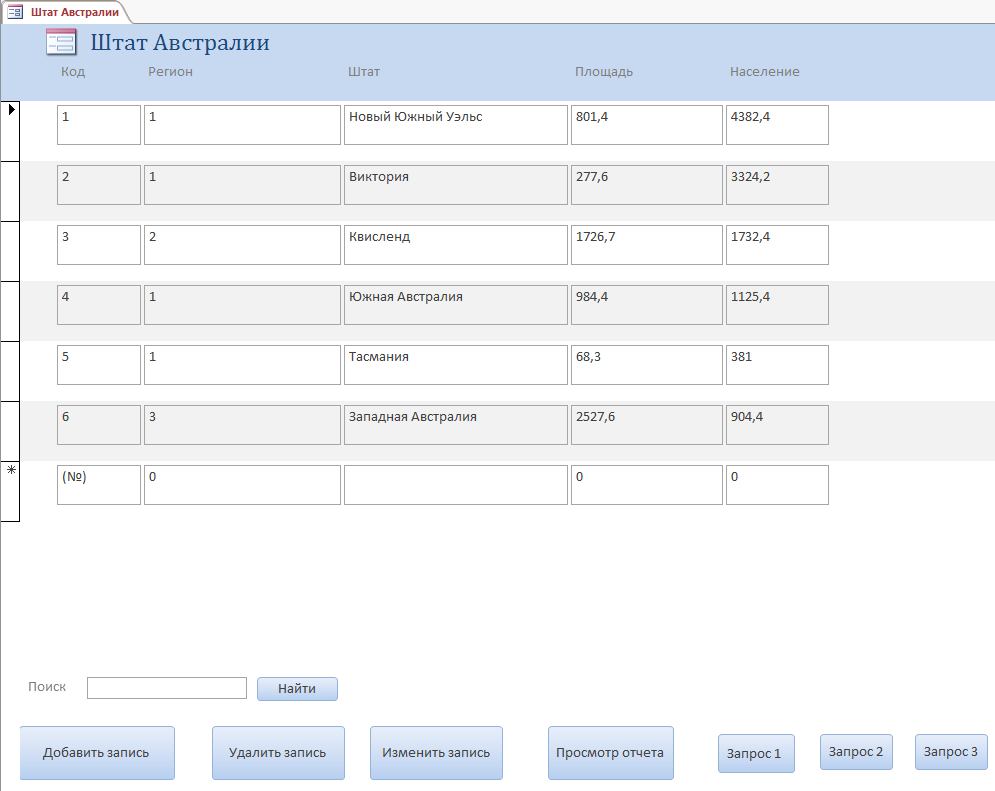 Штат Австралии
Штат Австралии
Код Регион Штат Площадь Население
1 1 Новый Южный Уэльс 801,4 4382,4
2 1 Виктория 277,6 3324,2
3 2 Квисленд 1726,7 1732,4
4 1 Южная Австралия 984,4 1125,4
5 1 Тасмания 68,3 381
6 3 Западная Австралия 2527,6 904,4
(№) 0 0 0
Поиск Найти
Добавить запись Удалить запись Изменить запись Просмотр отчета Запрос 1 Запрос 2 Запрос 3